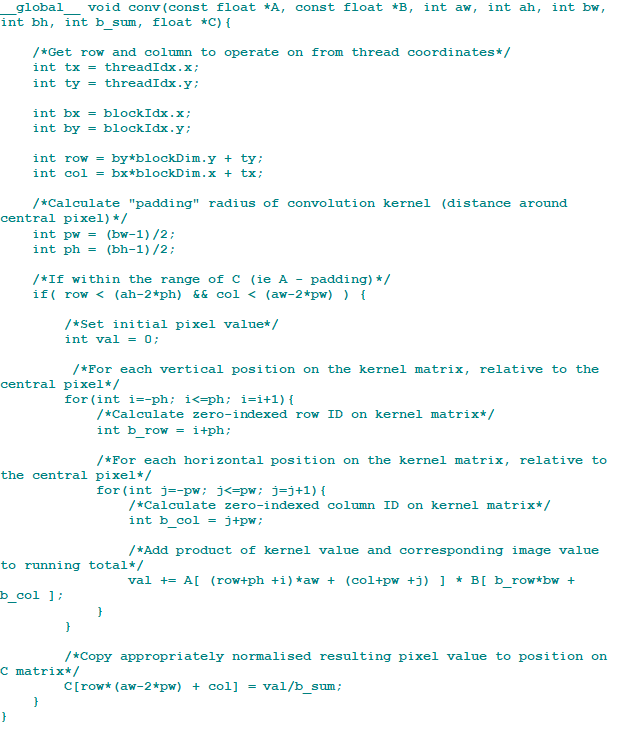 __global__ void conv(const float *A, const float *B, int aw, int ah, int bw,
int bh, int b_sum, float *C){
/*Get row and column to operate on from thread coordinates*/
int tx = threadIdx.x;
int ty = threadIdx.y;
int bx = blockIdx.x;
int by = blockIdx.y;
int row = by*blockDim.y + ty;
int col = bx*blockDim.x + tx;
/*Calculate "padding" radius of convolution kernel (distance around
central pixel)*/
int pw = (bw-1)/2;
int ph = (bh-1)/2;
/*If within the range of C (ie A - padding)*/
if( row < (ah-2*ph) && col < (aw-2*pw) ) {
/*Set initial pixel value*/
int val = 0;
/*For each vertical position on the kernel matrix, relative to the
central pixel*/
for(int i=-ph; i<=ph; i=i+1){
/*Calculate zero-indexed row ID on kernel matrix*/
int b_row = i+ph;
/*For each horizontal position on the kernel matrix, relative to
the central pixel*/
for(int j=-pw; j<=pw; j=j+1){
/*Calculate zero-indexed column ID on kernel matrix*/
int b_col = j+pw;
/*Add product of kernel value and corresponding image value
to running total*/
val += A[ (row+ph +i)*aw + (col+pw +j) ] * B[ b_row*bw +
b_col ];
}
}
/*Copy appropriately normalised resulting pixel value to position on
C matrix*/
C[row*(aw-2*pw) + col] = val/b_sum;
}
}